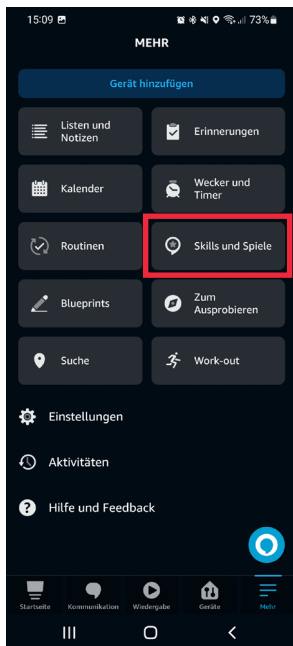 15:09 73%
MEHR
Gerät hinzufügen
Listen und
Notizen
Erinnerungen
Kalender
Wecker und
Timer
Routinen
Skills und Spiele
Blueprints
Zum
Ausprobieren
Suche
Work-out
Einstellungen
Aktivitäten
Hilfe und Feedback
Startseite Kommunikation Wiedergabe Geräte Mehr